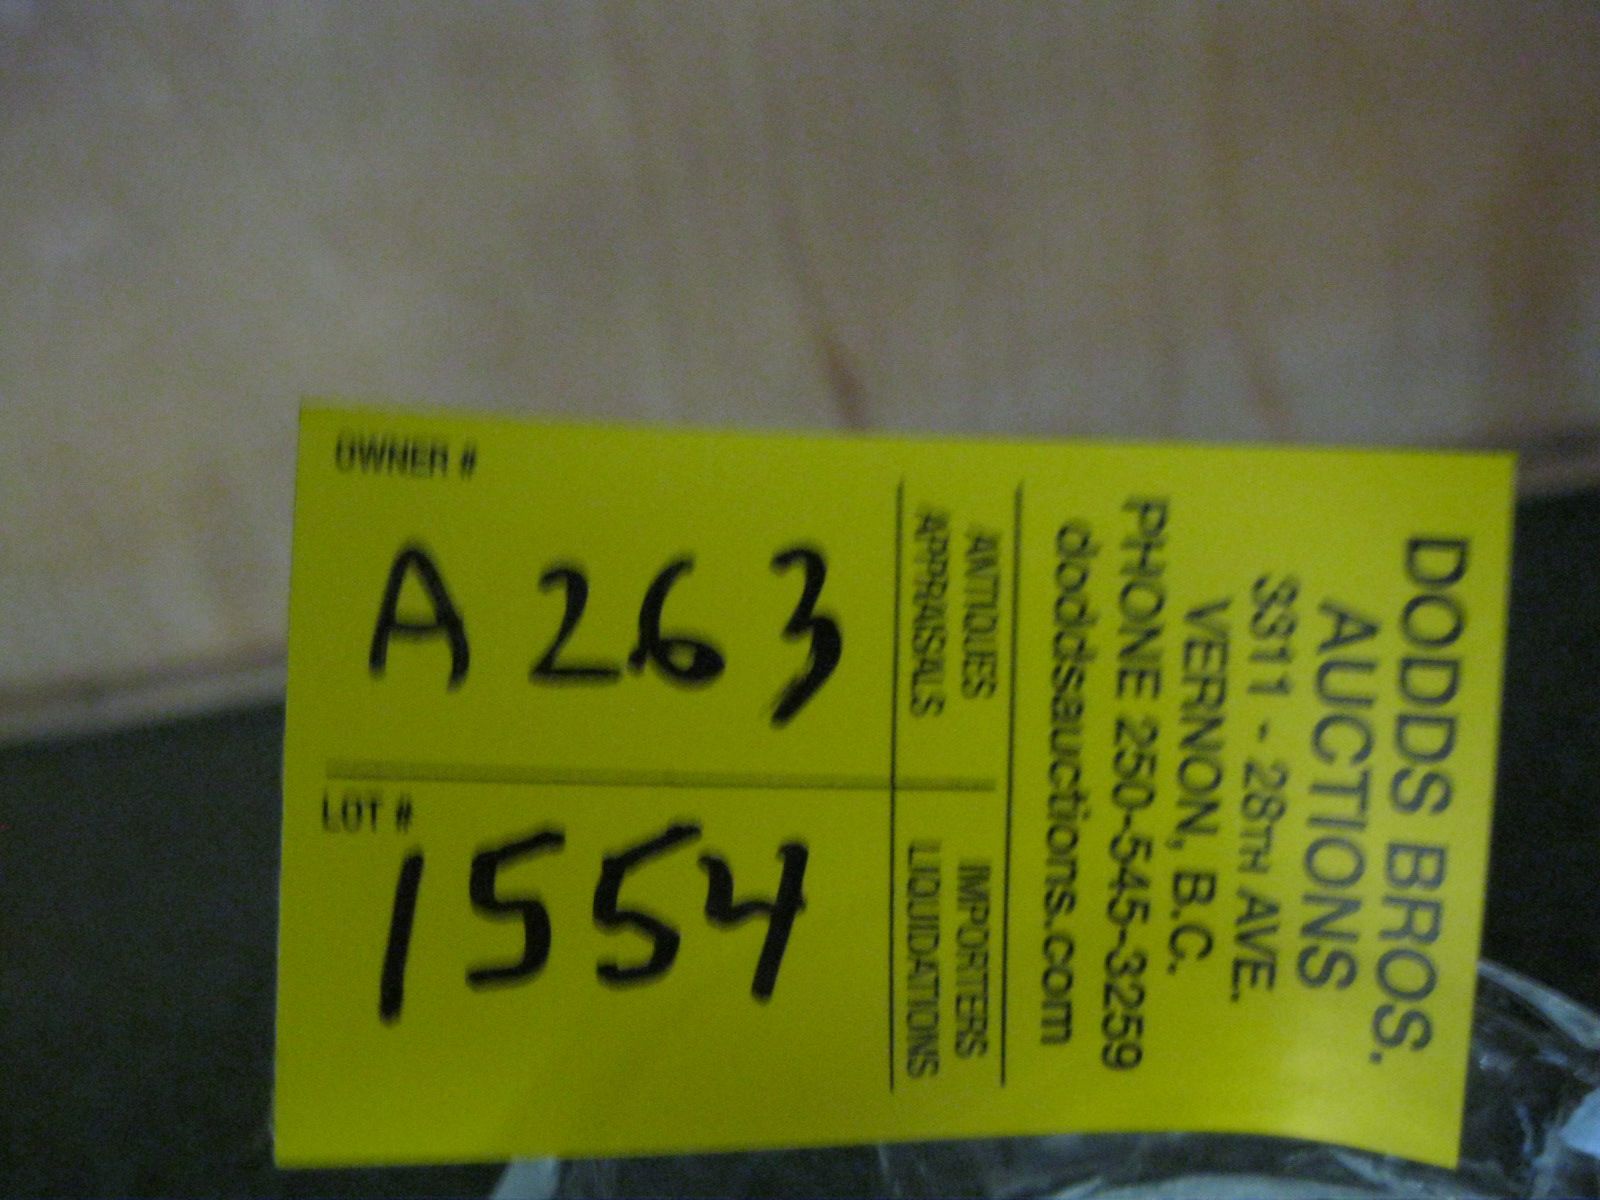 DODDS BROS.
AUCTIONS
3311 - 28TH AVE.
VERNON, B.C.
PHONE 250-545-3259
doddsauctions.com
ANTIQUES IMPORTERS
APPRAISALS LIQUIDATIONS
OWNER #
A263
LOT #
1554